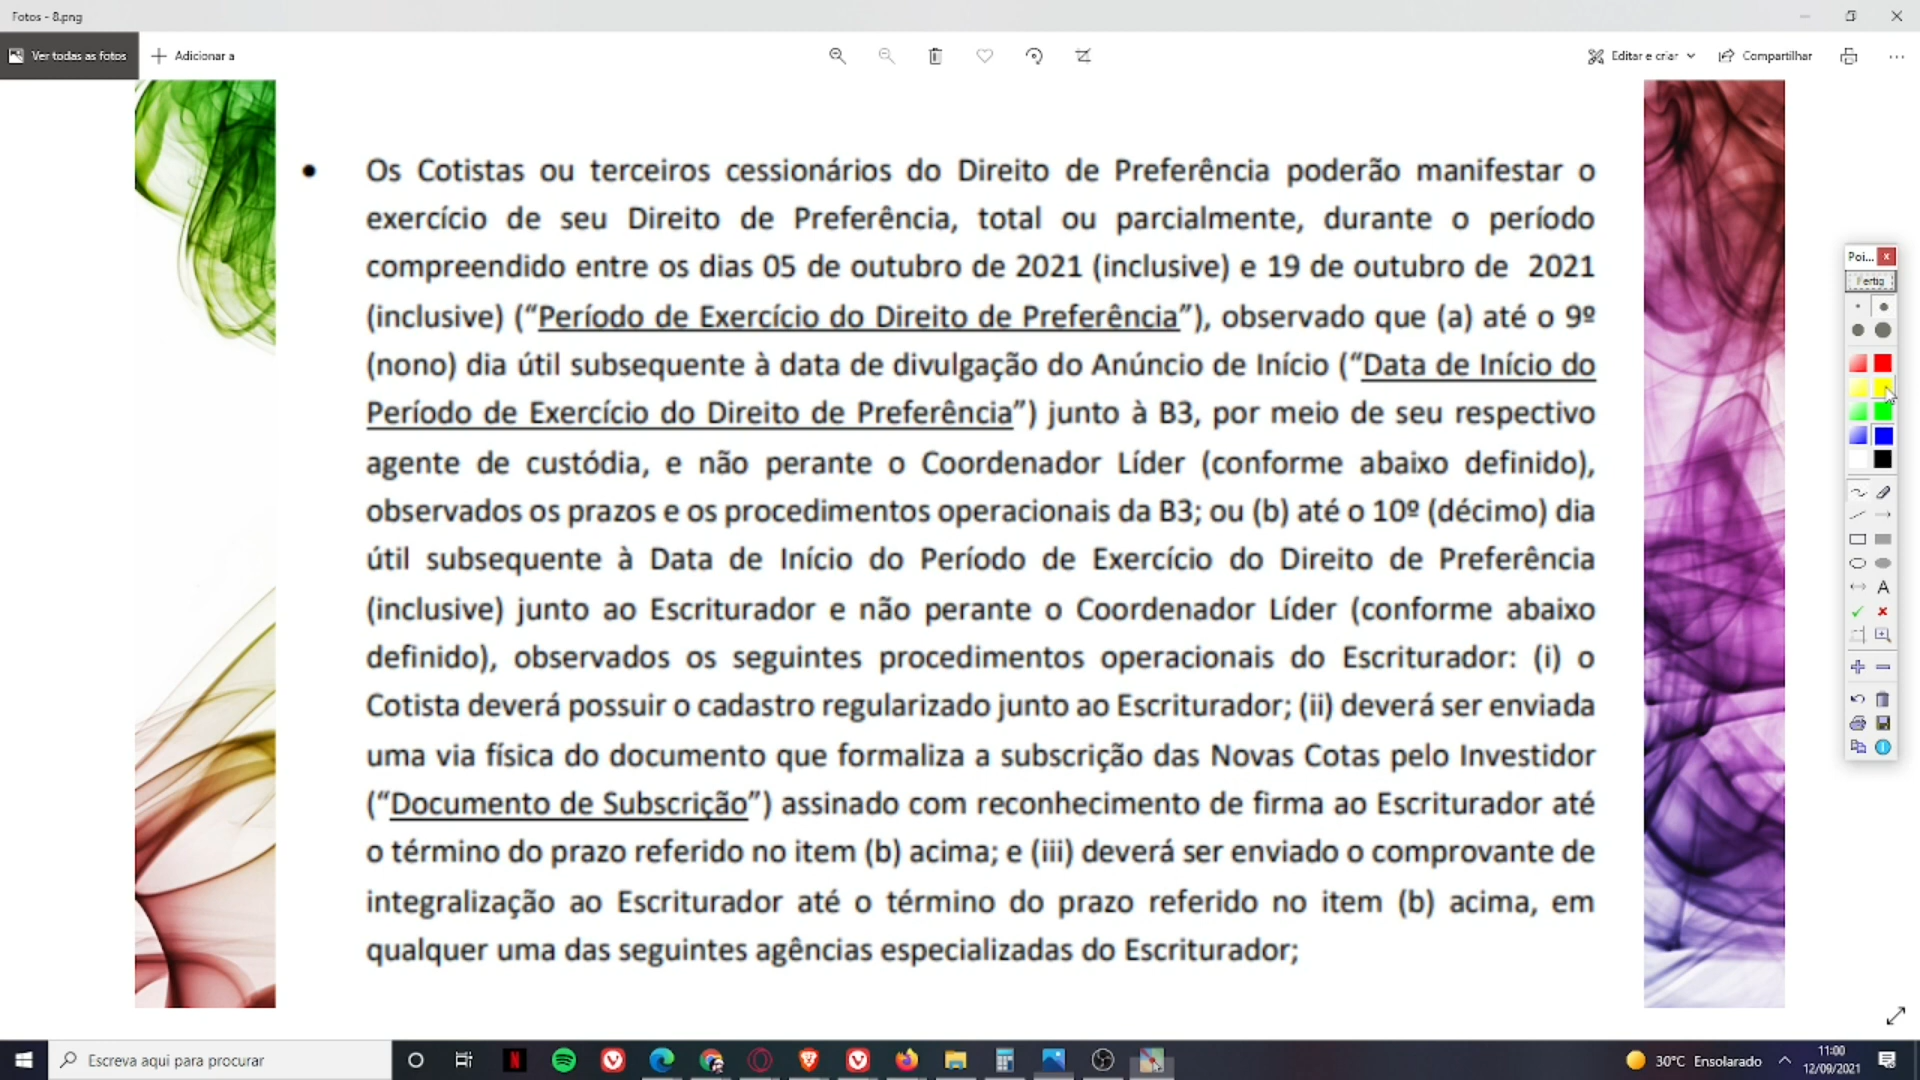 Fotos - 8.png
Ver todas as fotos
Adicionar a
Editar e criar
Compartilhar
• Os Cotistas ou terceiros cessionários do Direito de Preferência poderão manifestar o
exercício de seu Direito de Preferência, total ou parcialmente, durante o período
compreendido entre os dias 05 de outubro de 2021 (inclusive) e 19 de outubro de 2021
(inclusive) (“Período de Exercício do Direito de Preferência”), observado que (a) até o 9º
(nono) dia útil subsequente à data de divulgação do Anúncio de Início (“Data de Início do
Período de Exercício do Direito de Preferência”) junto à B3, por meio de seu respectivo
agente de custódia, e não perante o Coordenador Líder (conforme abaixo definido),
observados os prazos e os procedimentos operacionais da B3; ou (b) até o 10º (décimo) dia
útil subsequente à Data de Início do Período de Exercício do Direito de Preferência
(inclusive) junto ao Escriturador e não perante o Coordenador Líder (conforme abaixo
definido), observados os seguintes procedimentos operacionais do Escriturador: (i) o
Cotista deverá possuir o cadastro regularizado junto ao Escriturador; (ii) deverá ser enviada
uma via física do documento que formaliza a subscrição das Novas Cotas pelo Investidor
(“Documento de Subscrição”) assinado com reconhecimento de firma ao Escriturador até
o término do prazo referido no item (b) acima; e (iii) deverá ser enviado o comprovante de
integralização ao Escriturador até o término do prazo referido no item (b) acima, em
qualquer uma das seguintes agências especializadas do Escriturador;
Poi...
Fertig
A
Escreva aqui para procurar
30°C Ensolarado
11:00
12/09/2021